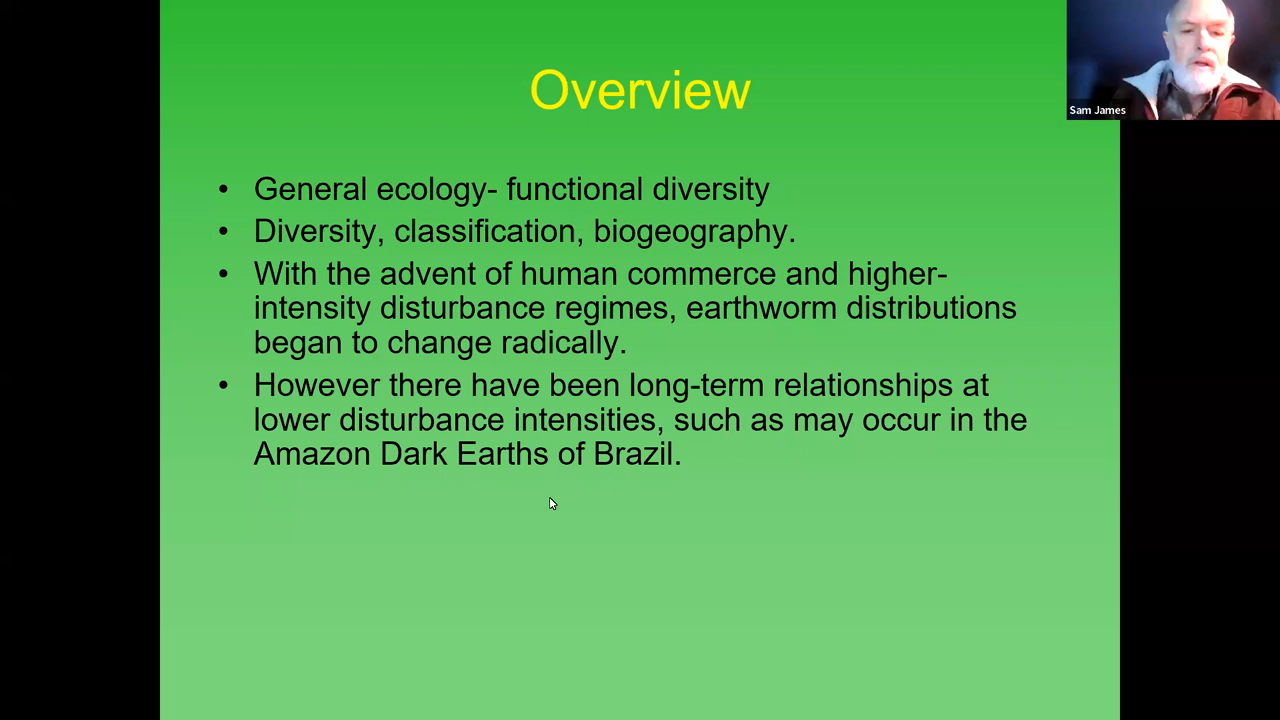 Overview
Sam James
• General ecology- functional diversity
• Diversity, classification, biogeography.
• With the advent of human commerce and higher-
intensity disturbance regimes, earthworm distributions
began to change radically.
• However there have been long-term relationships at
lower disturbance intensities, such as may occur in the
Amazon Dark Earths of Brazil.